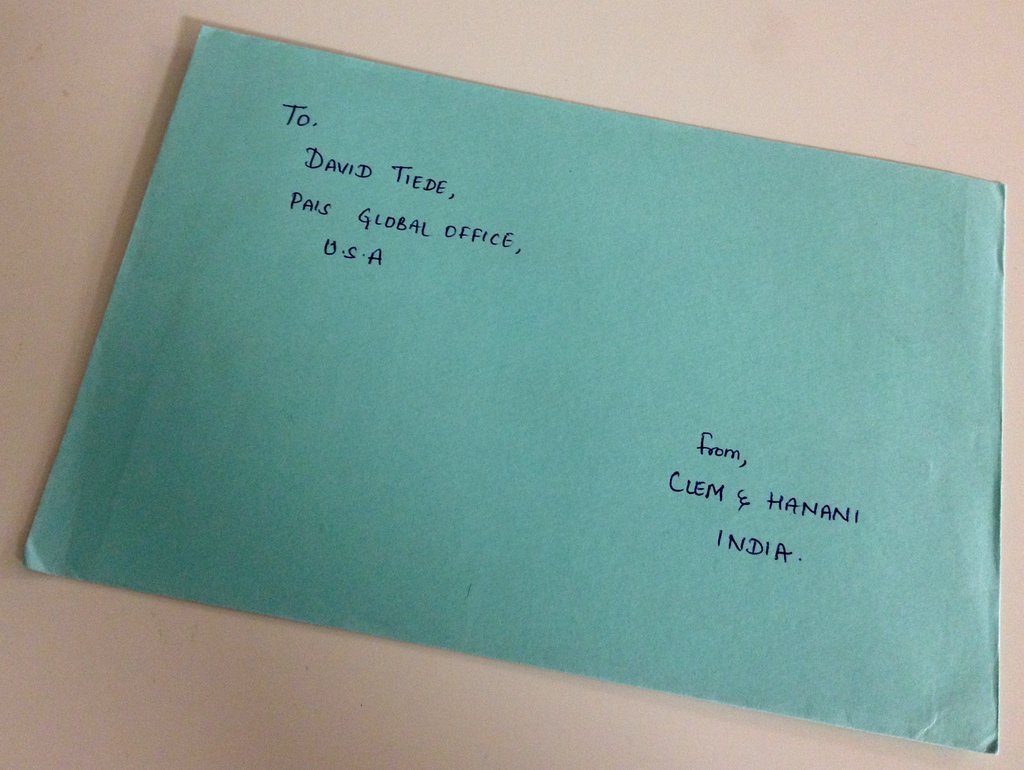 To.
David Tiede,
Pais Global Office,
U.S.A
from,
Clem & Hanani
India.